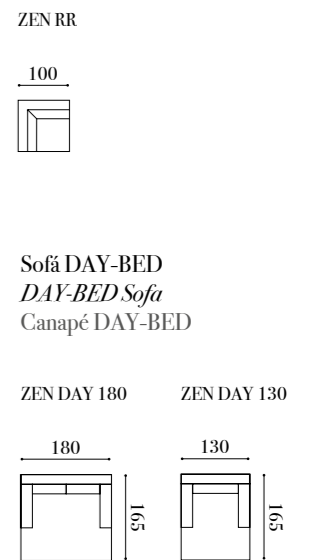 ZEN RR
100
Sofá DAY-BED
DAY-BED Sofa
Canapé DAY-BED
ZEN DAY 180
ZEN DAY 130
180
130
165
165